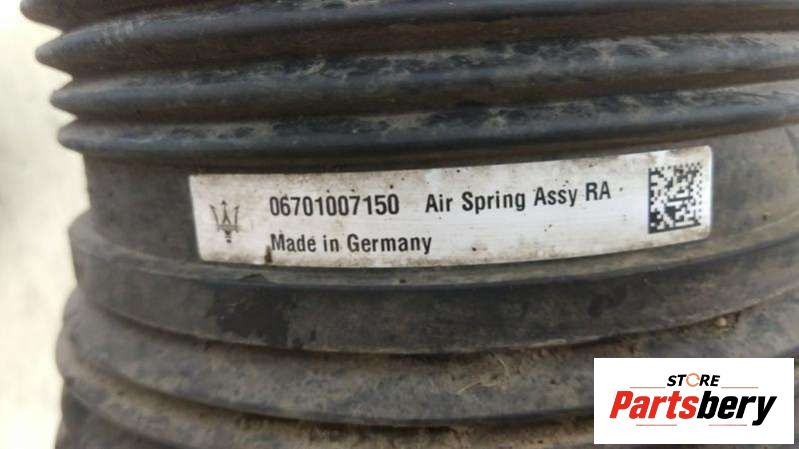 06701007150 Air Spring Assy RA
Made in Germany
STORE
Partsbery